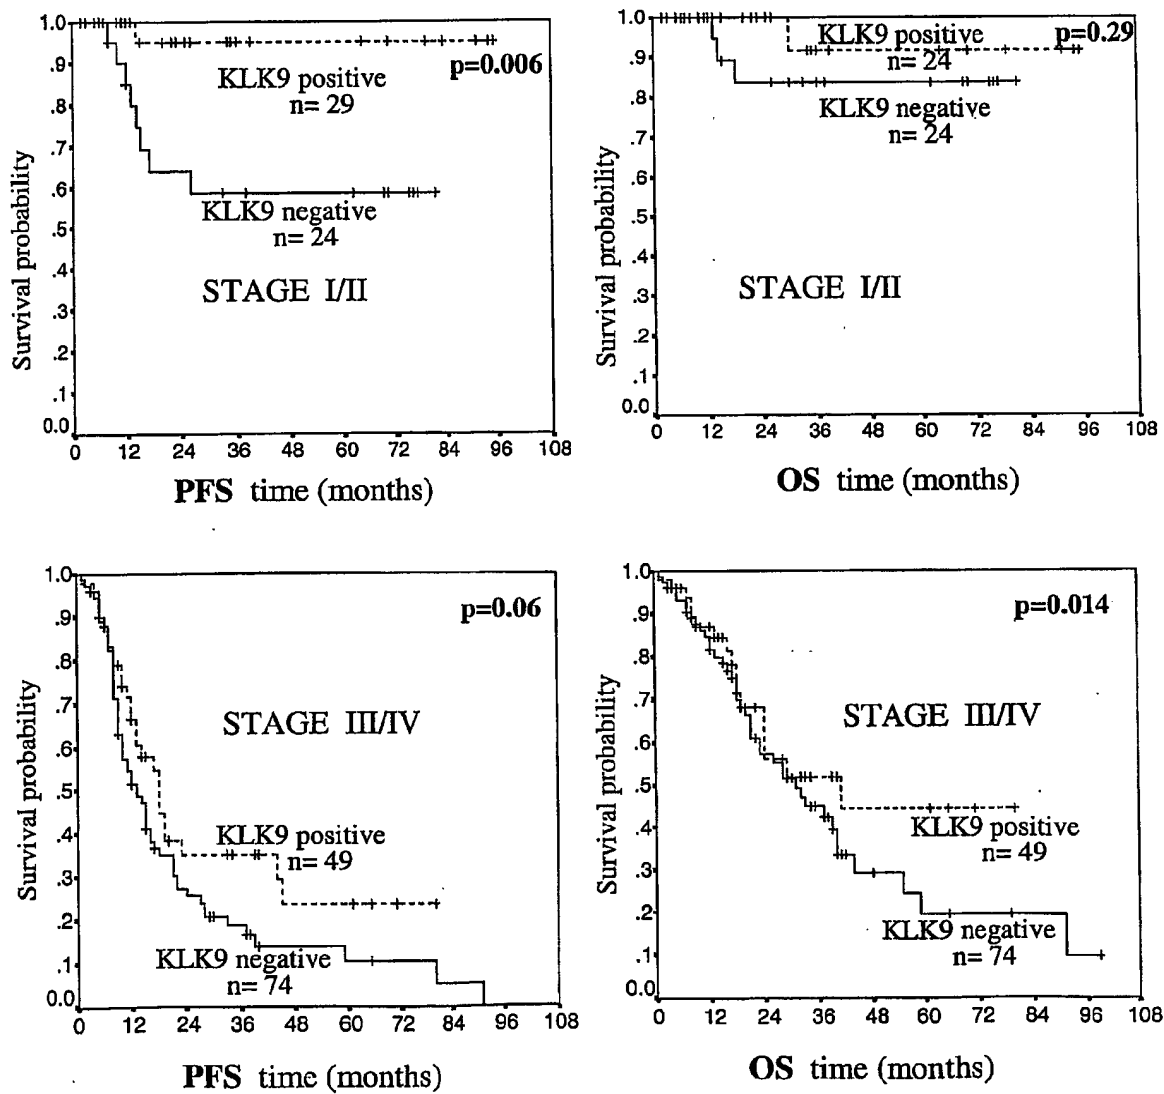 1.0
.9
.8
.7
.6
.5
.4
.3
.2
.1
0.0
Survival probability
KLK9 positive
n= 29
p=0.006
KLK9 negative
n= 24
STAGE I/II
0 12 24 36 48 60 72 84 96 108
PFS time (months)
1.0
.9
.8
.7
.6
.5
.4
.3
.2
.1
0.0
Survival probability
KLK9 positive
n= 24
p=0.29
KLK9 negative
n= 24
STAGE I/II
0 12 24 36 48 60 72 84 96 108
OS time (months)
1.0
.9
.8
.7
.6
.5
.4
.3
.2
.1
0.0
Survival probability
p=0.06
STAGE III/IV
KLK9 positive
n= 49
KLK9 negative
n= 74
0 12 24 36 48 60 72 84 96 108
PFS time (months)
1.0
.9
.8
.7
.6
.5
.4
.3
.2
.1
0.0
Survival probability
p=0.014
STAGE III/IV
KLK9 positive
n= 49
KLK9 negative
n= 74
0 12 24 36 48 60 72 84 96 108
OS time (months)